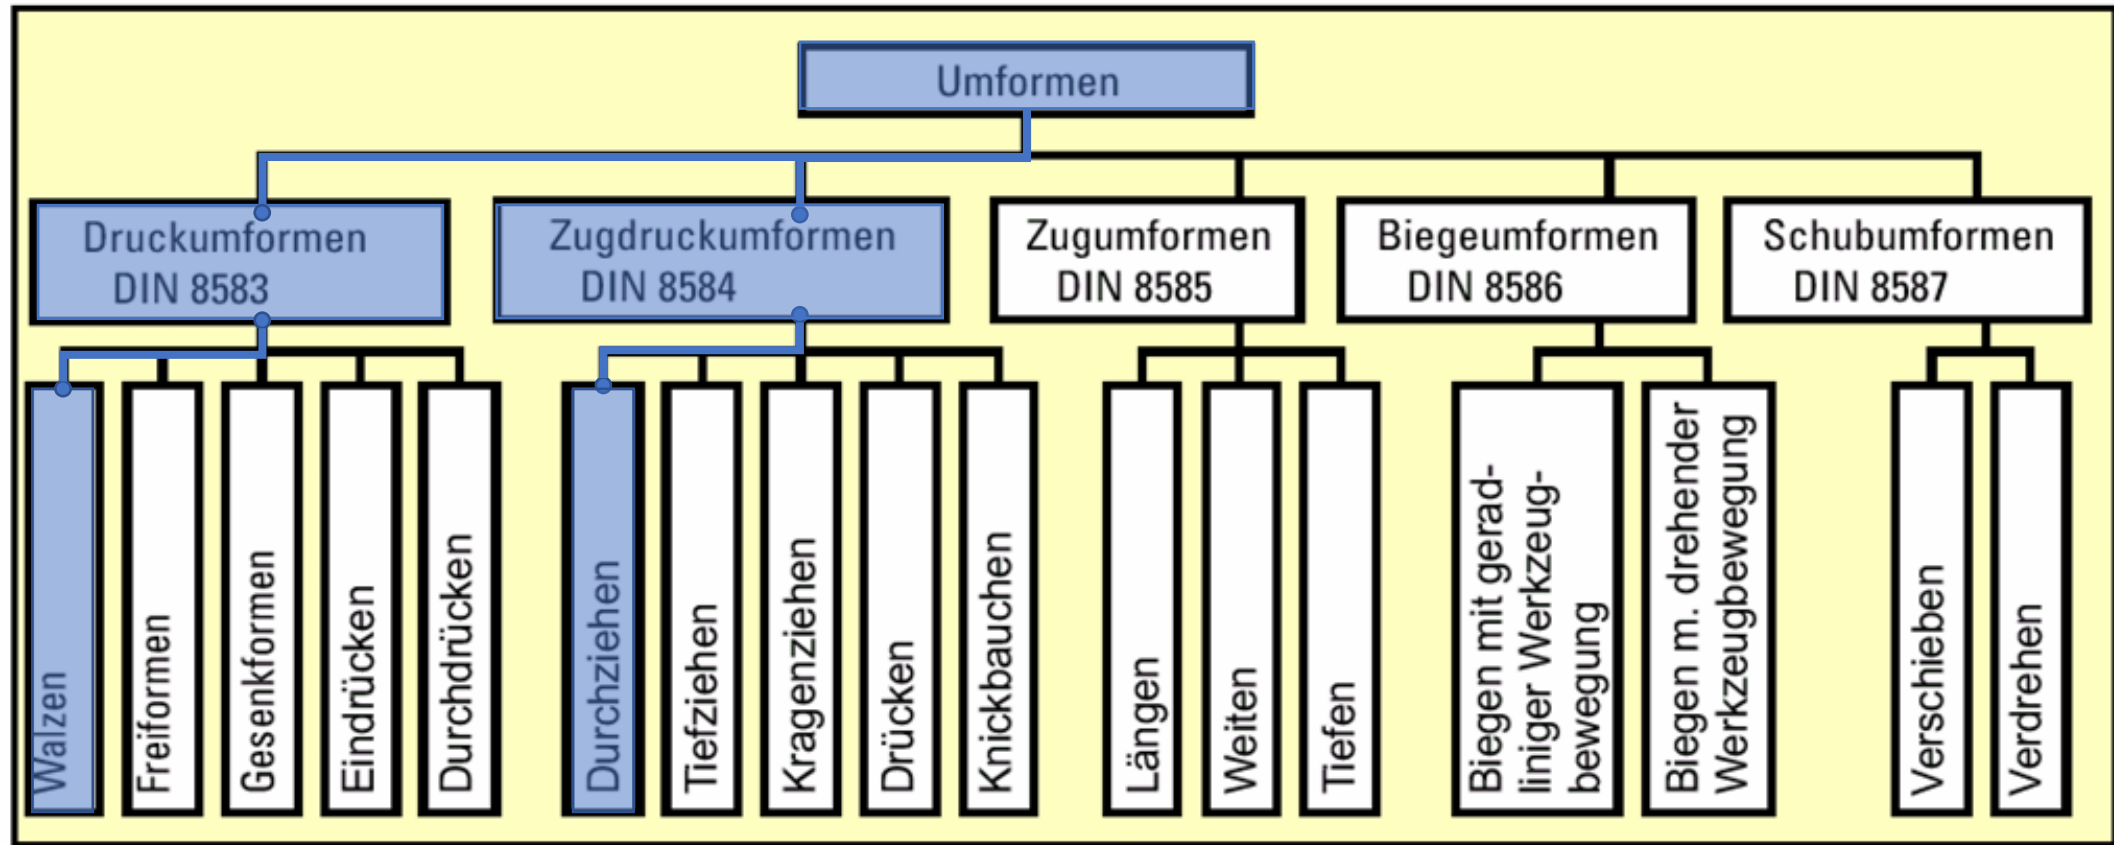 Umformen
Druckumformen
DIN 8583
Zugdruckumformen
DIN 8584
Zugumformen
DIN 8585
Biegeumformen
DIN 8586
Schubumformen
DIN 8587
Walzen
Freiformen
Gesenkformen
Eindrücken
Durchdrücken
Durchziehen
Tiefziehen
Kragenziehen
Drücken
Knickbauchen
Längen
Weiten
Tiefen
Biegen mit gerad-
liniger Werkzeug-
bewegung
Biegen m. drehender
Werkzeugbewegung
Verschieben
Verdrehen